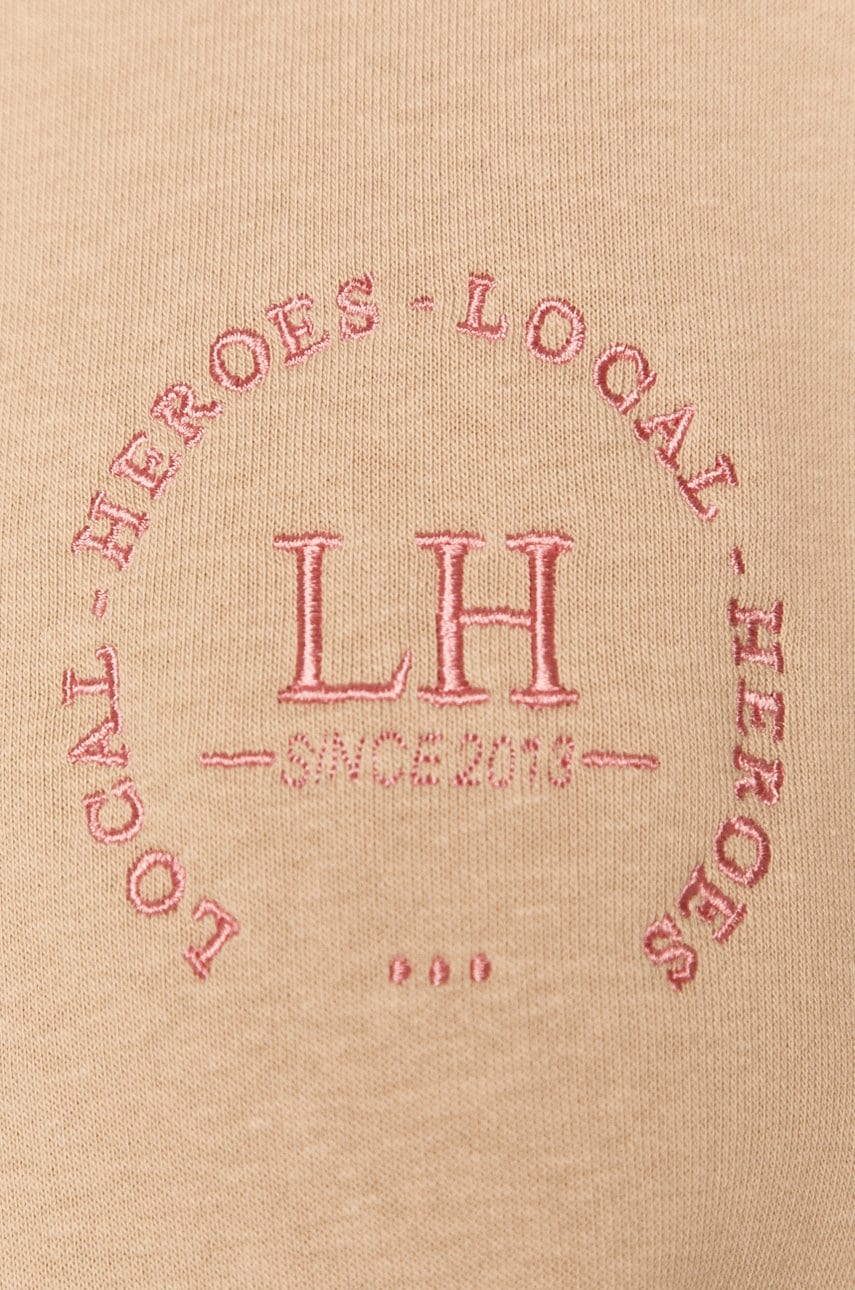 LOCAL - HEROES - LOCAL - HEROES
LH
SINCE 2013
...